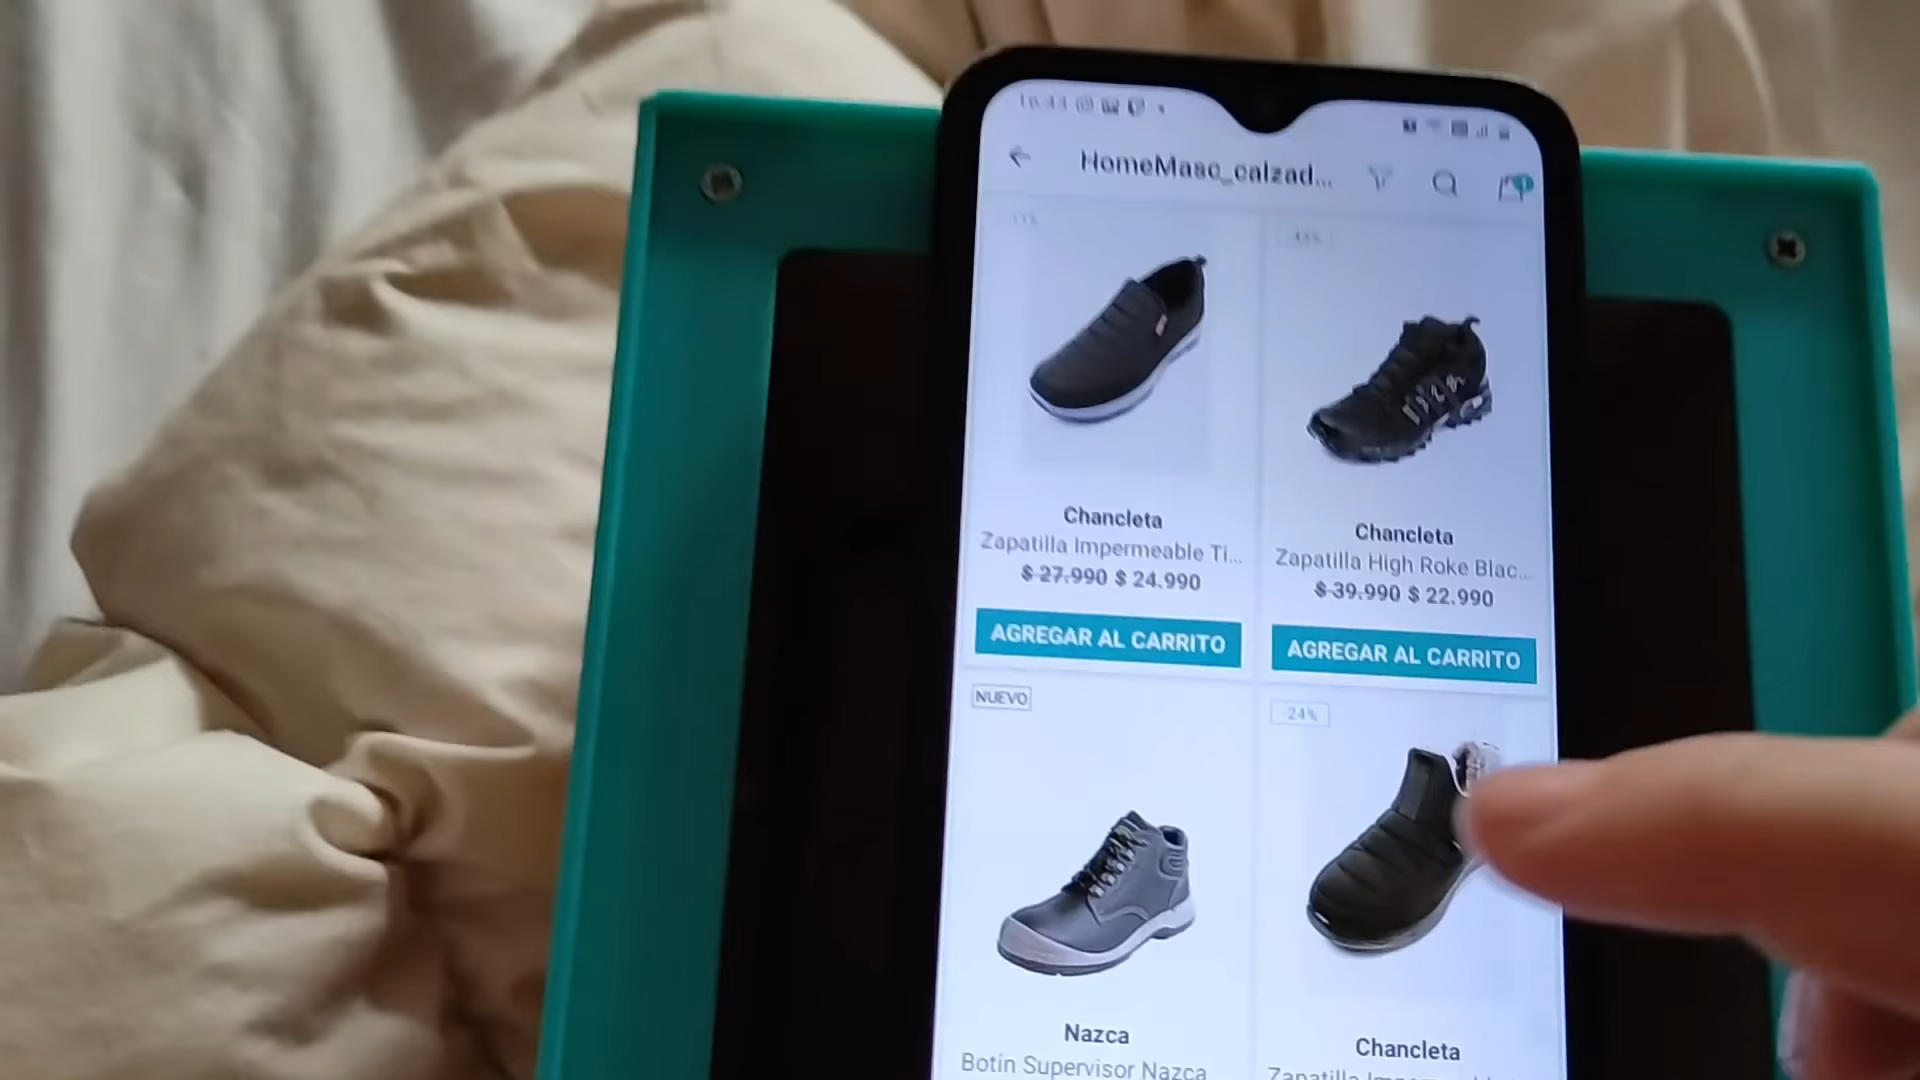 HomeMasc_calzad...
Chancleta
Zapatilla Impermeable Ti...
$ 27.990 $ 24.990
AGREGAR AL CARRITO
Chancleta
Zapatilla High Roke Blac...
$ 39.990 $ 22.990
AGREGAR AL CARRITO
NUEVO
Nazca
Botín Supervisor Nazca
-24%
Chancleta
Zapatilla